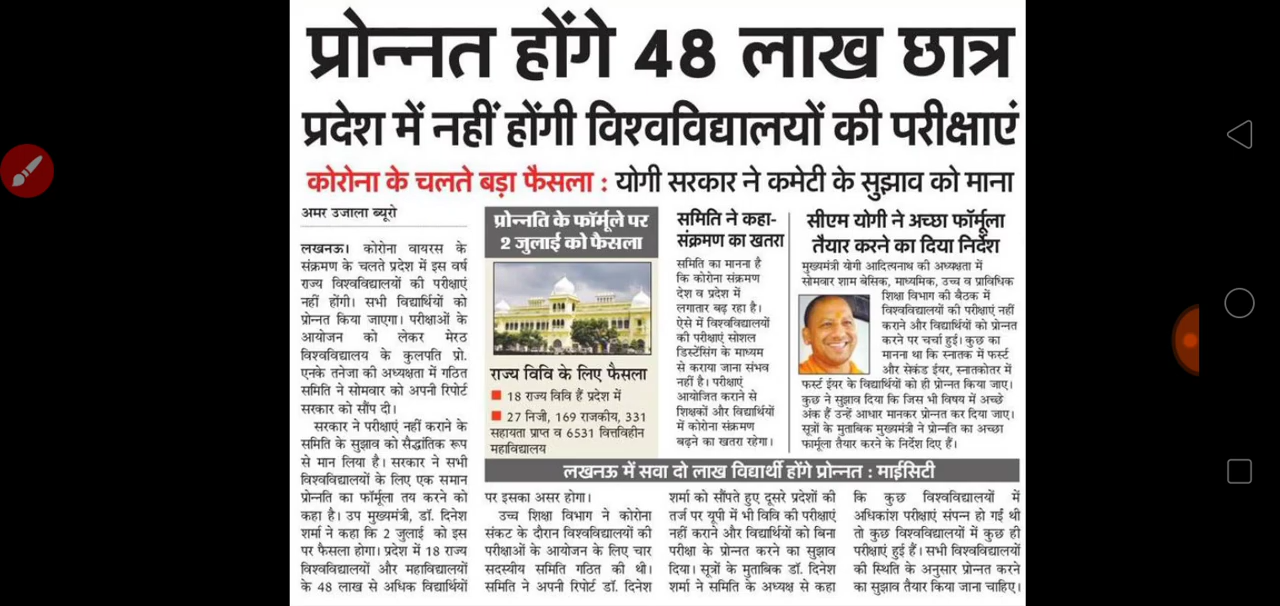 प्रोन्नत होंगे 48 लाख छात्र
प्रदेश में नहीं होंगी विश्वविद्यालयों की परीक्षाएं
कोरोना के चलते बड़ा फैसला : योगी सरकार ने कमेटी के सुझाव को माना
अमर उजाला ब्यूरो
लखनऊ। कोरोना वायरस के
संक्रमण के चलते प्रदेश में इस वर्ष
राज्य विश्वविद्यालयों की परीक्षाएं
नहीं होंगी। सभी विद्यार्थियों को
प्रोन्नत किया जाएगा। परीक्षाओं के
आयोजन को लेकर मेरठ
विश्वविद्यालय के कुलपति प्रो.
एनके तनेजा की अध्यक्षता में गठित
समिति ने सोमवार को अपनी रिपोर्ट
सरकार को सौंप दी।
सरकार ने परीक्षाएं नहीं कराने के
समिति के सुझाव को सैद्धांतिक रूप
से मान लिया है। सरकार ने सभी
विश्वविद्यालयों के लिए एक समान
प्रोन्नति का फॉर्मूला तय करने को
कहा है। उप मुख्यमंत्री, डॉ. दिनेश
शर्मा ने कहा कि 2 जुलाई को इस
पर फैसला होगा। प्रदेश में 18 राज्य
विश्वविद्यालयों और महाविद्यालयों
के 48 लाख से अधिक विद्यार्थियों
प्रोन्नति के फॉर्मूले पर
2 जुलाई को फैसला
राज्य विवि के लिए फैसला
18 राज्य विवि हैं प्रदेश में
27 निजी, 169 राजकीय, 331
सहायता प्राप्त व 6531 वित्तविहीन
महाविद्यालय
समिति ने कहा-
संक्रमण का खतरा
समिति का मानना है
कि कोरोना संक्रमण
देश व प्रदेश में
लगातार बढ़ रहा है।
ऐसे में विश्वविद्यालयों
की परीक्षाएं सोशल
डिस्टेंसिंग के माध्यम
से कराया जाना संभव
नहीं है। परीक्षाएं
आयोजित कराने से
शिक्षकों और विद्यार्थियों
में कोरोना संक्रमण
बढ़ने का खतरा रहेगा।
सीएम योगी ने अच्छा फॉर्मूला
तैयार करने का दिया निर्देश
मुख्यमंत्री योगी आदित्यनाथ की अध्यक्षता में
सोमवार शाम बेसिक, माध्यमिक, उच्च व प्राविधिक
शिक्षा विभाग की बैठक में
विश्वविद्यालयों की परीक्षाएं नहीं
कराने और विद्यार्थियों को प्रोन्नत
करने पर चर्चा हुई। कुछ का
मानना था कि स्नातक में फर्स्ट
और सेकंड ईयर, स्नातकोतर में
फर्स्ट ईयर के विद्यार्थियों को ही प्रोन्नत किया जाए।
कुछ ने सुझाव दिया कि जिस भी विषय में अच्छे
अंक हैं उन्हें आधार मानकर प्रोन्नत कर दिया जाए।
सूत्रों के मुताबिक मुख्यमंत्री ने प्रोन्नति का अच्छा
फार्मूला तैयार करने के निर्देश दिए हैं।
लखनऊ में सवा दो लाख विद्यार्थी होंगे प्रोन्नत : माईसिटी
पर इसका असर होगा।
उच्च शिक्षा विभाग ने कोरोना
संकट के दौरान विश्वविद्यालयों की
परीक्षाओं के आयोजन के लिए चार
सदस्यीय समिति गठित की थी।
समिति ने अपनी रिपोर्ट डॉ. दिनेश
शर्मा को सौंपते हुए दूसरे प्रदेशों की
तर्ज पर यूपी में भी विवि की परीक्षाएं
नहीं कराने और विद्यार्थियों को बिना
परीक्षा के प्रोन्नत करने का सुझाव
दिया। सूत्रों के मुताबिक डॉ. दिनेश
शर्मा ने समिति के अध्यक्ष से कहा
कि कुछ विश्वविद्यालयों में
अधिकांश परीक्षाएं संपन्न हो गईं थी
तो कुछ विश्वविद्यालयों में कुछ ही
परीक्षाएं हुई हैं। सभी विश्वविद्यालयों
की स्थिति के अनुसार प्रोन्नत करने
का सुझाव तैयार किया जाना चाहिए।